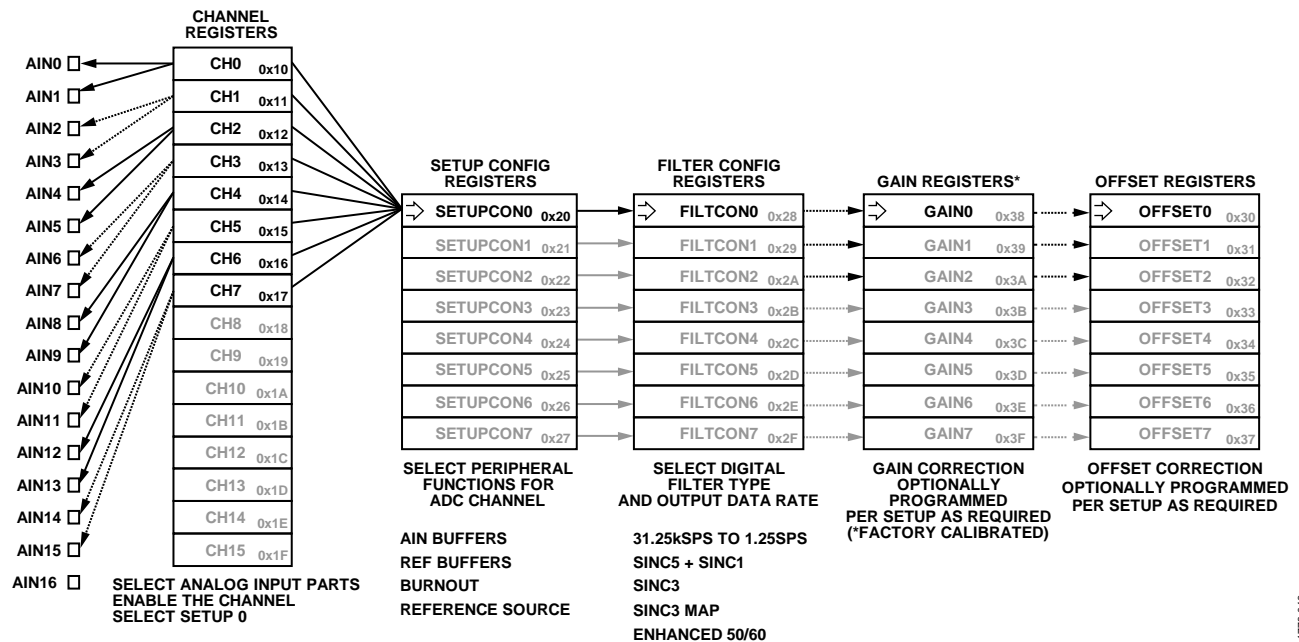 CHANNEL
REGISTERS
AIN0
AIN1
AIN2
AIN3
AIN4
AIN5
AIN6
AIN7
AIN8
AIN9
AIN10
AIN11
AIN12
AIN13
AIN14
AIN15
AIN16
CH0 0x10
CH1 0x11
CH2 0x12
CH3 0x13
CH4 0x14
CH5 0x15
CH6 0x16
CH7 0x17
CH8 0x18
CH9 0x19
CH10 0x1A
CH11 0x1B
CH12 0x1C
CH13 0x1D
CH14 0x1E
CH15 0x1F
SELECT ANALOG INPUT PARTS
ENABLE THE CHANNEL
SELECT SETUP 0
SETUP CONFIG
REGISTERS
SETUPCON0 0x20
SETUPCON1 0x21
SETUPCON2 0x22
SETUPCON3 0x23
SETUPCON4 0x24
SETUPCON5 0x25
SETUPCON6 0x26
SETUPCON7 0x27
SELECT PERIPHERAL
FUNCTIONS FOR
ADC CHANNEL
AIN BUFFERS
REF BUFFERS
BURNOUT
REFERENCE SOURCE
FILTER CONFIG
REGISTERS
FILTCON0 0x28
FILTCON1 0x29
FILTCON2 0x2A
FILTCON3 0x2B
FILTCON4 0x2C
FILTCON5 0x2D
FILTCON6 0x2E
FILTCON7 0x2F
SELECT DIGITAL
FILTER TYPE
AND OUTPUT DATA RATE
31.25kSPS TO 1.25SPS
SINC5 + SINC1
SINC3
SINC3 MAP
ENHANCED 50/60
GAIN REGISTERS*
GAIN0 0x38
GAIN1 0x39
GAIN2 0x3A
GAIN3 0x3B
GAIN4 0x3C
GAIN5 0x3D
GAIN6 0x3E
GAIN7 0x3F
GAIN CORRECTION
OPTIONALLY
PROGRAMMED
PER SETUP AS REQUIRED
(*FACTORY CALIBRATED)
OFFSET REGISTERS
OFFSET0 0x30
OFFSET1 0x31
OFFSET2 0x32
OFFSET3 0x33
OFFSET4 0x34
OFFSET5 0x35
OFFSET6 0x36
OFFSET7 0x37
OFFSET CORRECTION
OPTIONALLY PROGRAMMED
PER SETUP AS REQUIRED